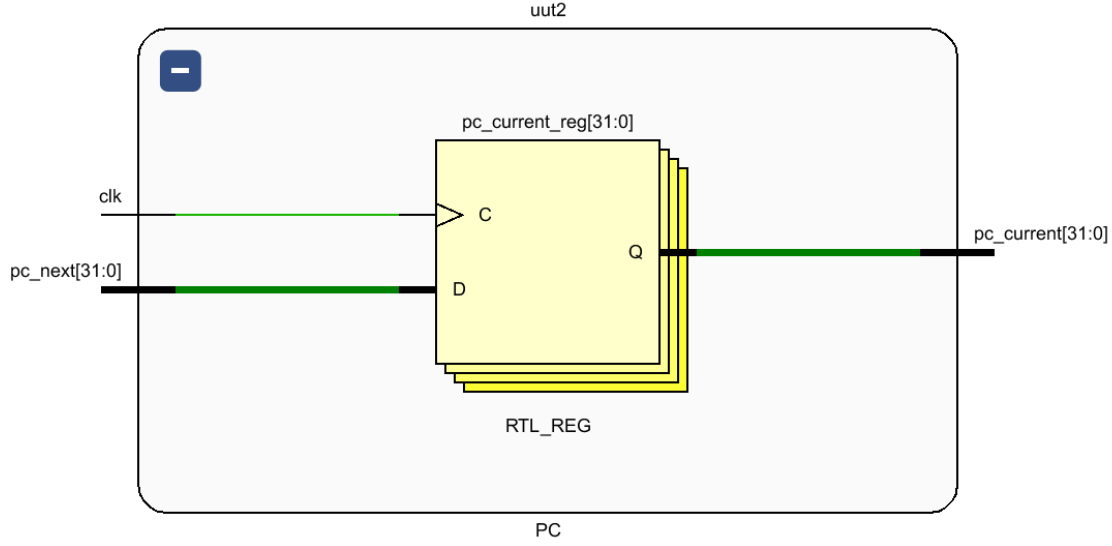 uut2
pc_current_reg[31:0]
clk
C
pc_current[31:0]
Q
pc_next[31:0]
D
RTL_REG
PC